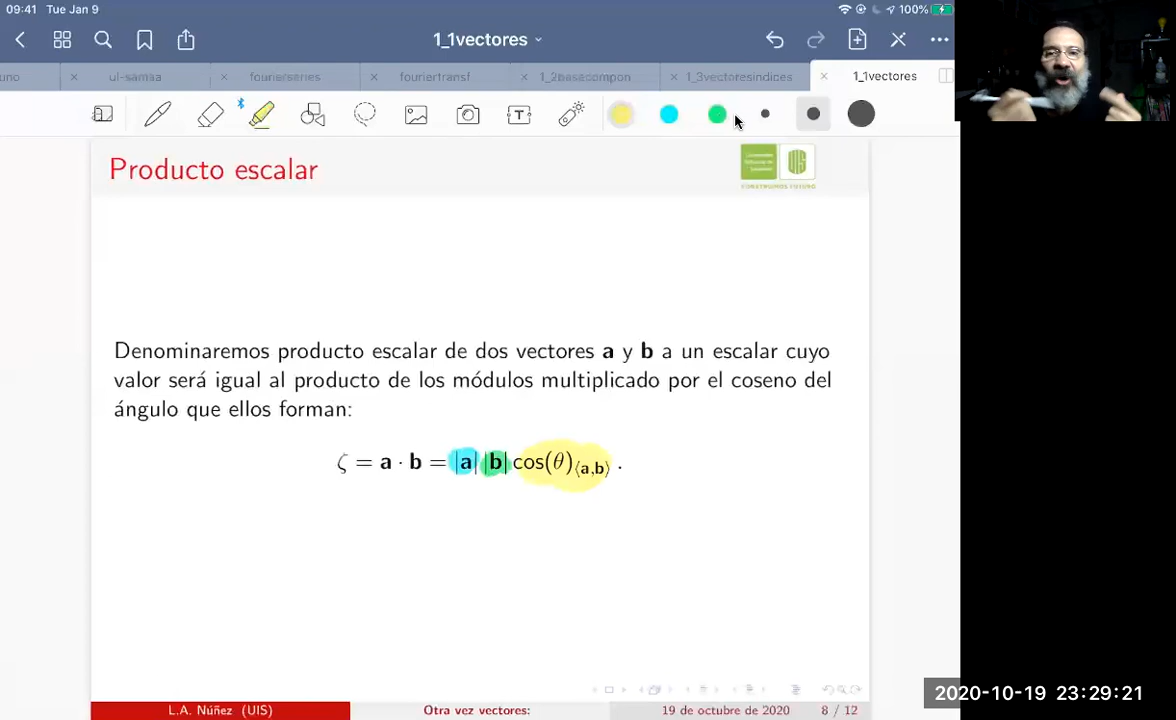 09:41 Tue Jan 9
100%
1_1vectores
uno
ul-samaa
fourierseries
fouriertransf
1_2basecompon
1_3vectoresindices
1_1vectores
Producto escalar
CONSTRUIMOS FUTURO
Denominaremos producto escalar de dos vectores a y b a un escalar cuyo
valor será igual al producto de los módulos multiplicado por el coseno del
ángulo que ellos forman:
ζ = a · b = |a| |b| cos(θ)⟨a,b⟩ .
L.A. Núñez (UIS)
Otra vez vectores:
19 de octubre de 2020
8 / 12
2020-10-19 23:29:21